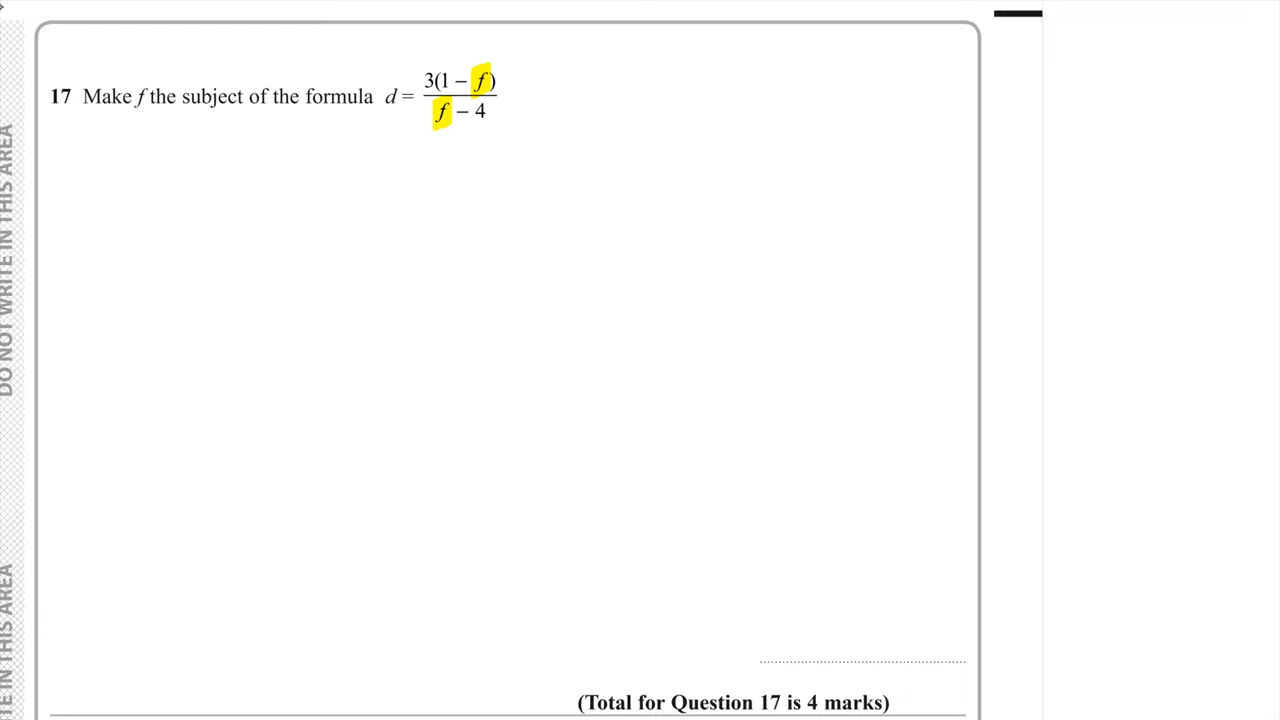 17 Make f the subject of the formula d = 3(1 − f) / f − 4
(Total for Question 17 is 4 marks)
DO NOT WRITE IN THIS AREA
TE IN THIS AREA